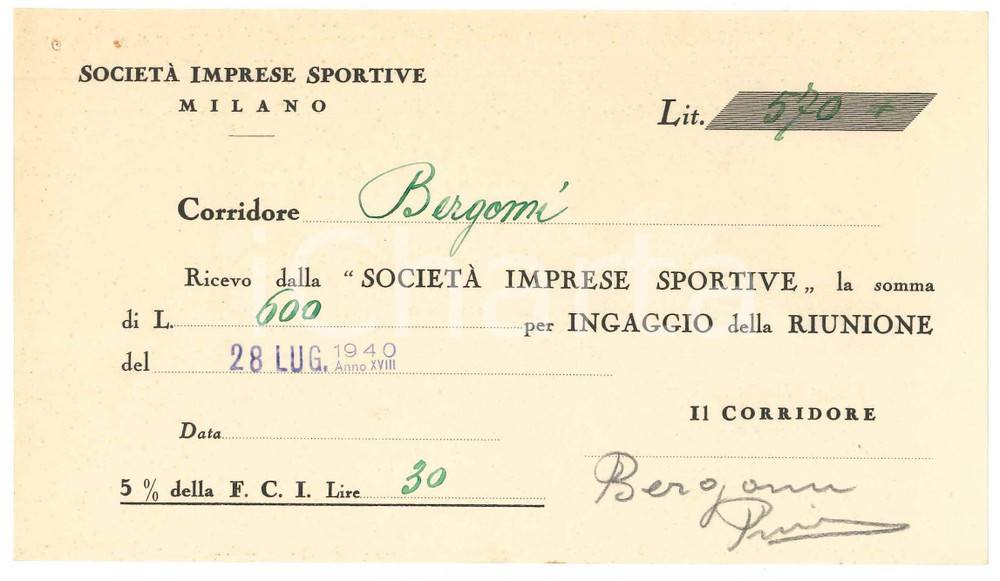 SOCIETÀ IMPRESE SPORTIVE
MILANO
Lit. 570 +
Corridore Bergomi
iCharta
Ricevo dalla “SOCIETÀ IMPRESE SPORTIVE„ la somma
di L. 600 per INGAGGIO della RIUNIONE
del 28 LUG. 1940 Anno XVIII
Il CORRIDORE
Data
5 % della F. C. I. Lire 30
Bergomi